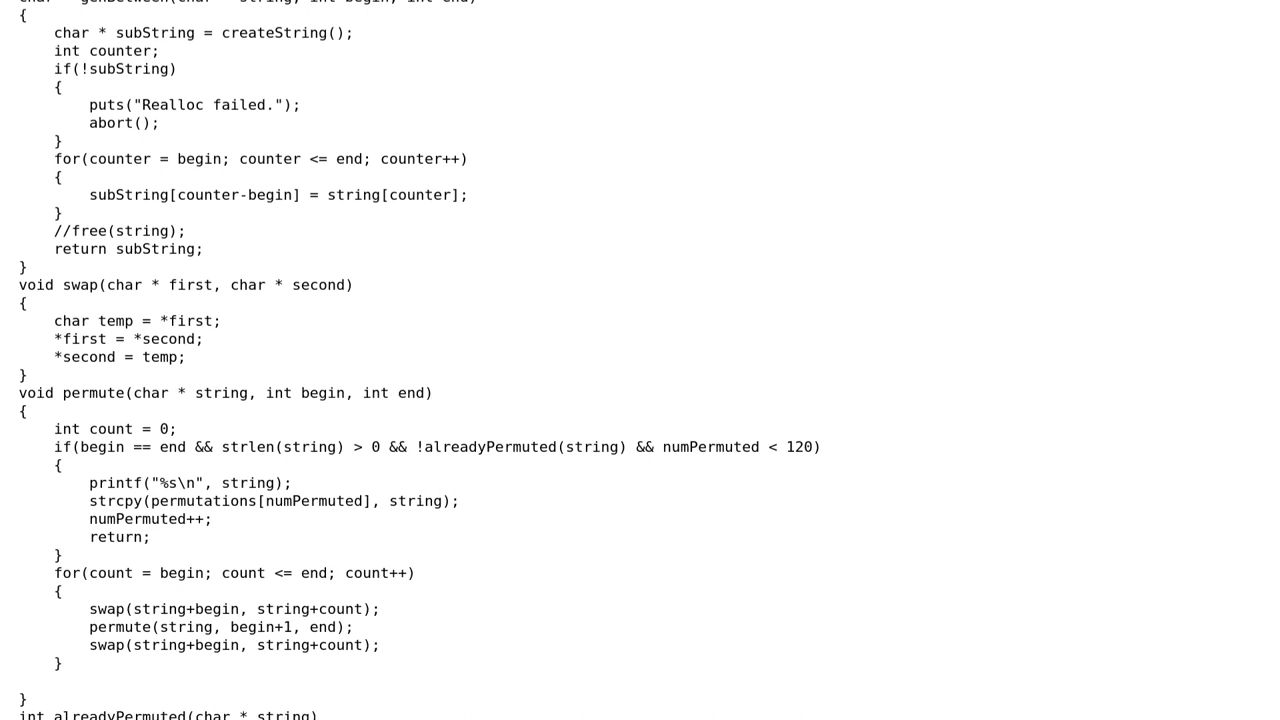 {
    char * subString = createString();
    int counter;
    if(!subString)
    {
        puts("Realloc failed.");
        abort();
    }
    for(counter = begin; counter <= end; counter++)
    {
        subString[counter-begin] = string[counter];
    }
    //free(string);
    return subString;
}
void swap(char * first, char * second)
{
    char temp = *first;
    *first = *second;
    *second = temp;
}
void permute(char * string, int begin, int end)
{
    int count = 0;
    if(begin == end && strlen(string) > 0 && !alreadyPermuted(string) && numPermuted < 120)
    {
        printf("%s\n", string);
        strcpy(permutations[numPermuted], string);
        numPermuted++;
        return;
    }
    for(count = begin; count <= end; count++)
    {
        swap(string+begin, string+count);
        permute(string, begin+1, end);
        swap(string+begin, string+count);
    }

}
int alreadyPermuted(char * string)